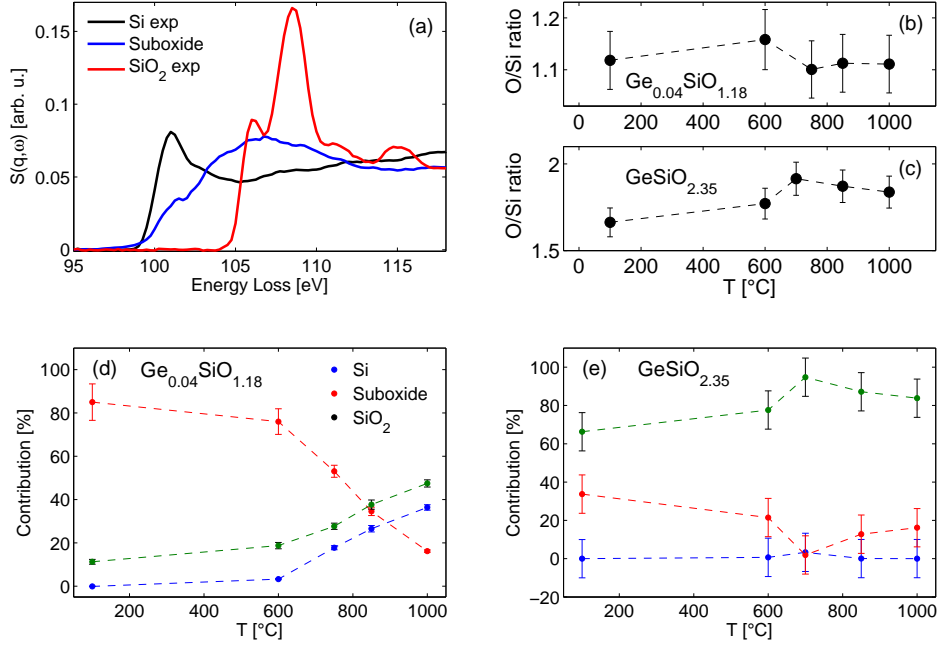 (a)
Si exp
Suboxide
SiO2 exp
S(q,ω) [arb. u.]
0.15
0.1
0.05
0
95 100 105 110 115
Energy Loss [eV]
(b)
O/Si ratio
1.2
1.1
Ge0.04SiO1.18
0 200 400 600 800 1000
(c)
GeSiO2.35
O/Si ratio
2
1.5
0 200 400 600 800 1000
T [°C]
(d)
Ge0.04SiO1.18
Si
Suboxide
SiO2
Contribution [%]
100
80
60
40
20
0
200 400 600 800 1000
T [°C]
(e)
GeSiO2.35
Contribution [%]
100
80
60
40
20
0
−20
200 400 600 800 1000
T [°C]